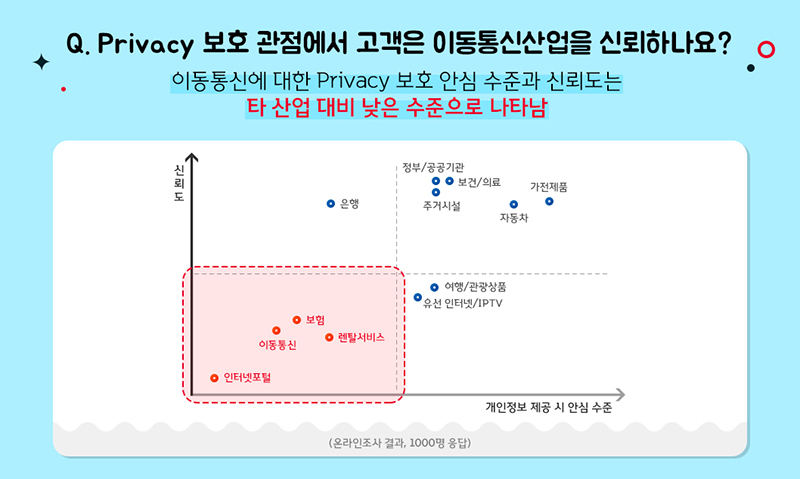 Q. Privacy 보호 관점에서 고객은 이동통신산업을 신뢰하나요?
이동통신에 대한 Privacy 보호 안심 수준과 신뢰도는
타 산업 대비 낮은 수준으로 나타남
신뢰도
정부/공공기관
보건/의료
가전제품
은행
주거시설
자동차
여행/관광상품
유선 인터넷/IPTV
보험
이동통신
렌탈서비스
인터넷포털
개인정보 제공 시 안심 수준
(온라인조사 결과, 1000명 응답)